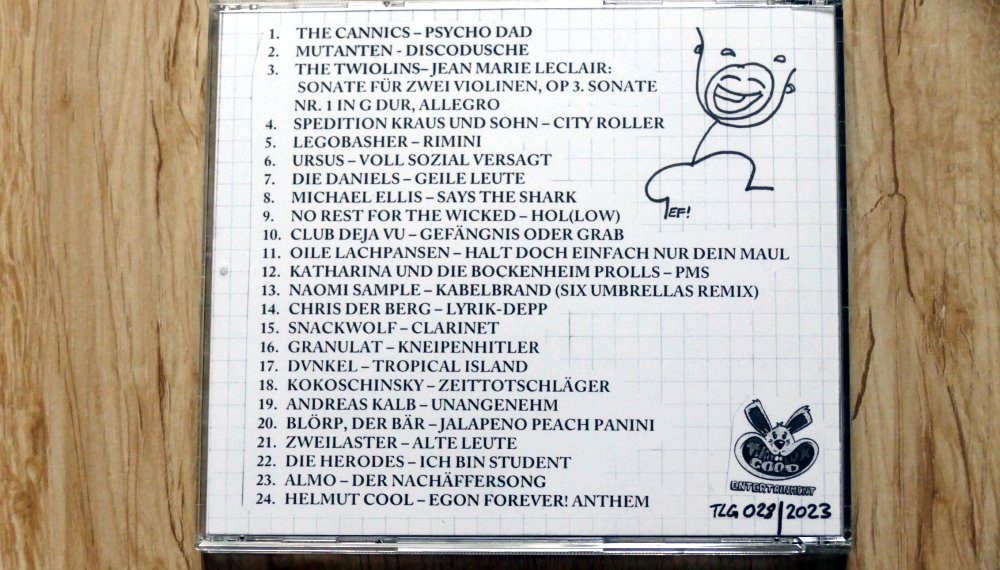 1. THE CANNICS – PSYCHO DAD
2. MUTANTEN - DISCODUSCHE
3. THE TWIOLINS– JEAN MARIE LECLAIR:
SONATE FÜR ZWEI VIOLINEN, OP 3. SONATE
NR. 1 IN G DUR, ALLEGRO
4. SPEDITION KRAUS UND SOHN – CITY ROLLER
5. LEGOBASHER – RIMINI
6. URSUS – VOLL SOZIAL VERSAGT
7. DIE DANIELS – GEILE LEUTE
8. MICHAEL ELLIS – SAYS THE SHARK
EF!
9. NO REST FOR THE WICKED – HOL(LOW)
10. CLUB DEJA VU – GEFÄNGNIS ODER GRAB
11. OILE LACHPANSEN – HALT DOCH EINFACH NUR DEIN MAUL
12. KATHARINA UND DIE BOCKENHEIM PROLLS – PMS
13. NAOMI SAMPLE – KABELBRAND (SIX UMBRELLAS REMIX)
14. CHRIS DER BERG – LYRIK-DEPP
15. SNACKWOLF – CLARINET
16. GRANULAT – KNEIPENHITLER
17. DVNKEL – TROPICAL ISLAND
18. KOKOSCHINSKY – ZEITTOTSCHLÄGER
19. ANDREAS KALB – UNANGENEHM
20. BLÖRP, DER BÄR – JALAPENO PEACH PANINI
21. ZWEILASTER – ALTE LEUTE
22. DIE HERODES – ICH BIN STUDENT
23. ALMO – DER NACHÄFFERSONG
24. HELMUT COOL – EGON FOREVER! ANTHEM
GOOD
ENTERTAINMENT
TLG 028/2023